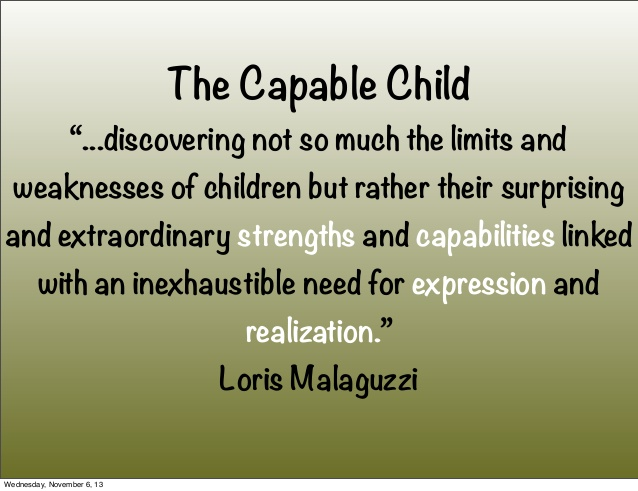 The Capable Child
“...discovering not so much the limits and
weaknesses of children but rather their surprising
and extraordinary strengths and capabilities linked
with an inexhaustible need for expression and
realization.”
Loris Malaguzzi
Wednesday, November 6, 13